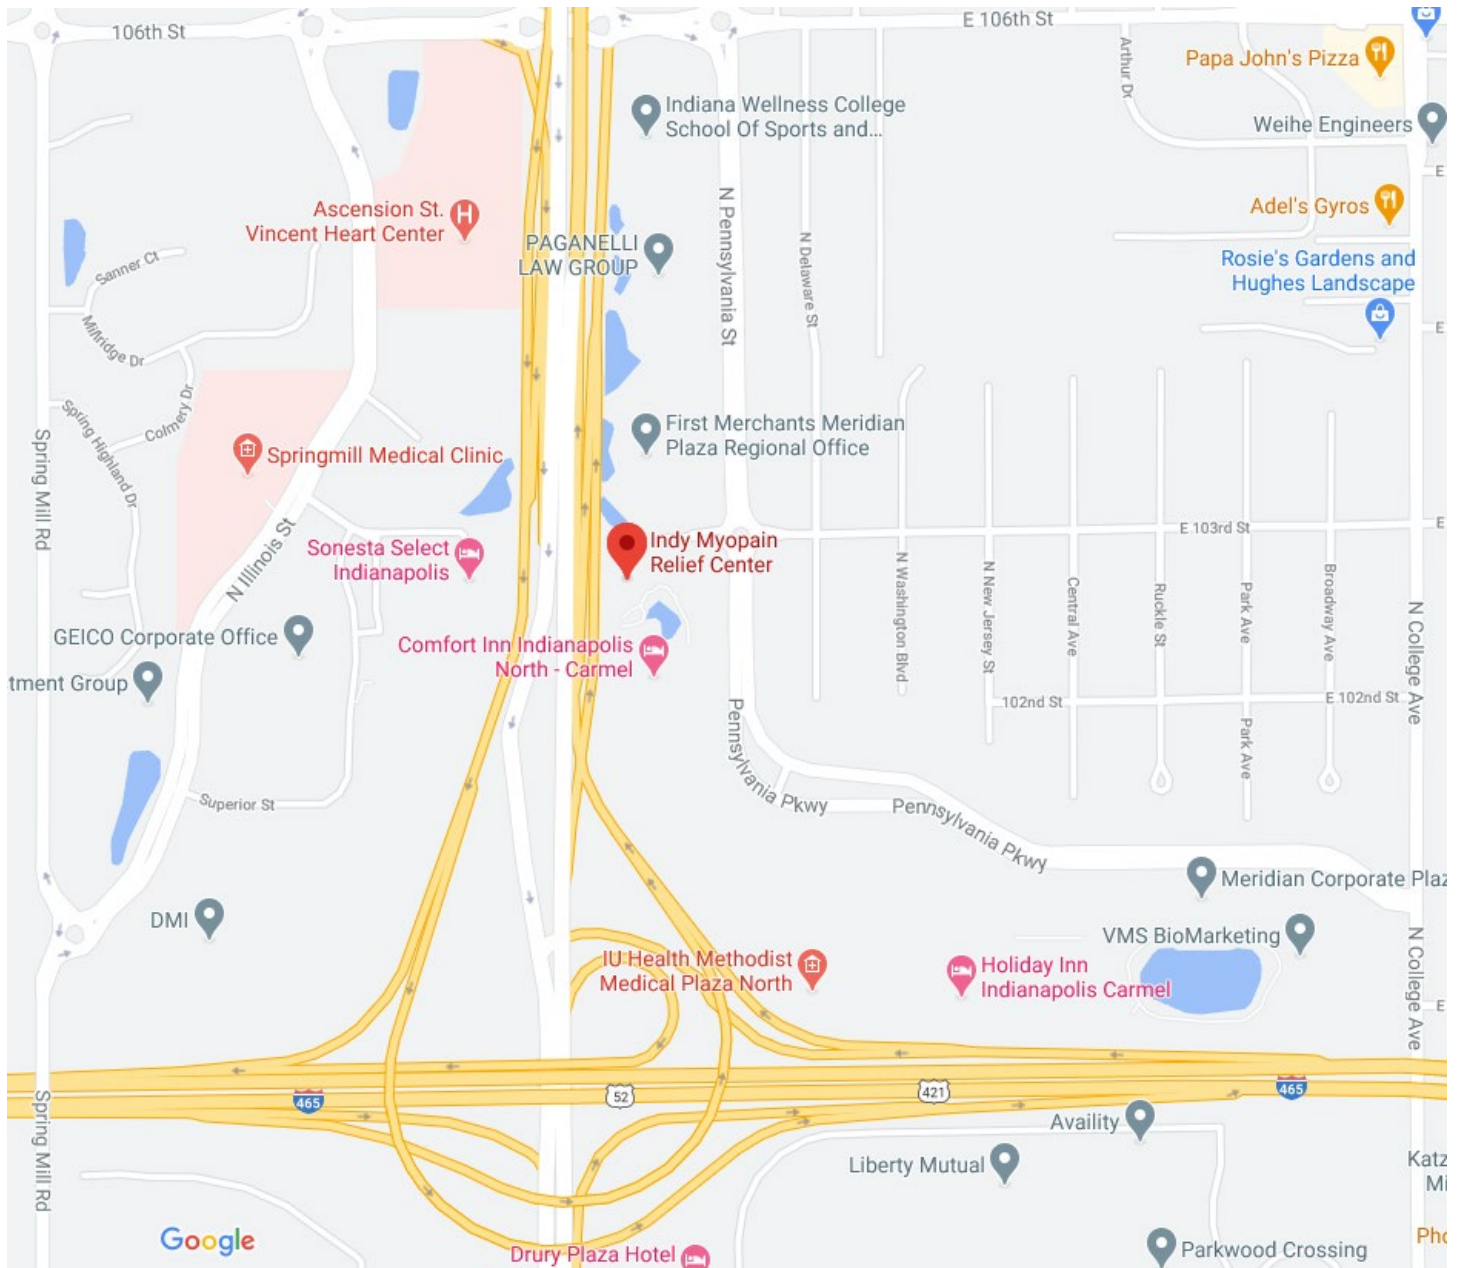 106th St
E 106th St
Papa John's Pizza
Arthur Dr
Indiana Wellness College
School Of Sports and...
Weihe Engineers
E
Ascension St.
Vincent Heart Center
H
N Pennsylvania St
Adel's Gyros
PAGANELLI
LAW GROUP
N Delaware St
Sanner Ct
Rosie's Gardens and
Hughes Landscape
Millridge Dr
E
Colmery Dr
Spring Highland Dr
First Merchants Meridian
Plaza Regional Office
Springmill Medical Clinic
Spring Mill Rd
E 103rd St
E
N Illinois St
Sonesta Select
Indianapolis
Indy Myopain
Relief Center
N Washington Blvd
N New Jersey St
Central Ave
Ruckle St
Park Ave
Broadway Ave
N College Ave
GEICO Corporate Office
Comfort Inn Indianapolis
North - Carmel
tment Group
102nd St
E 102nd St
Park Ave
Pennsylvania Pkwy
Superior St
Pennsylvania Pkwy
Meridian Corporate Plaz
DMI
VMS BioMarketing
N College Ave
IU Health Methodist
Medical Plaza North
Holiday Inn
Indianapolis Carmel
E
465
52
421
465
Spring Mill Rd
Availity
Liberty Mutual
Katz
Mi
Google
Drury Plaza Hotel
Parkwood Crossing
Pho